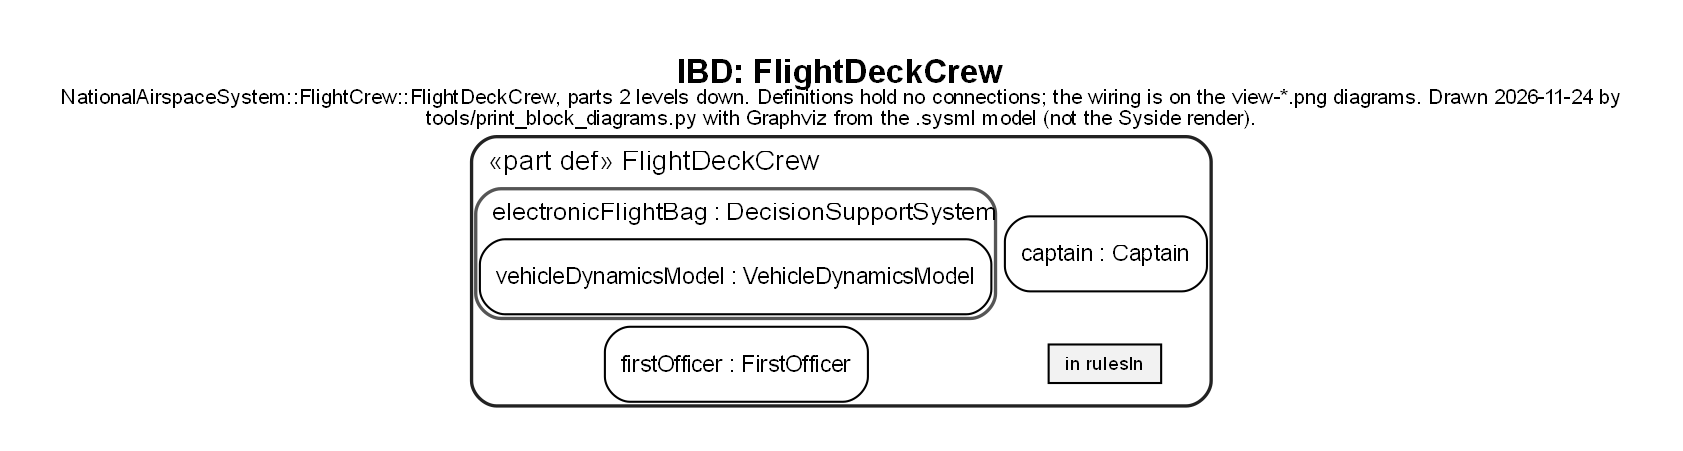 IBD: FlightDeckCrew
NationalAirspaceSystem::FlightCrew::FlightDeckCrew, parts 2 levels down. Definitions hold no connections; the wiring is on the view-*.png diagrams. Drawn 2026-11-24 by
tools/print_block_diagrams.py with Graphviz from the .sysml model (not the Syside render).
«part def» FlightDeckCrew
electronicFlightBag : DecisionSupportSystem
vehicleDynamicsModel : VehicleDynamicsModel
captain : Captain
firstOfficer : FirstOfficer
in rulesIn